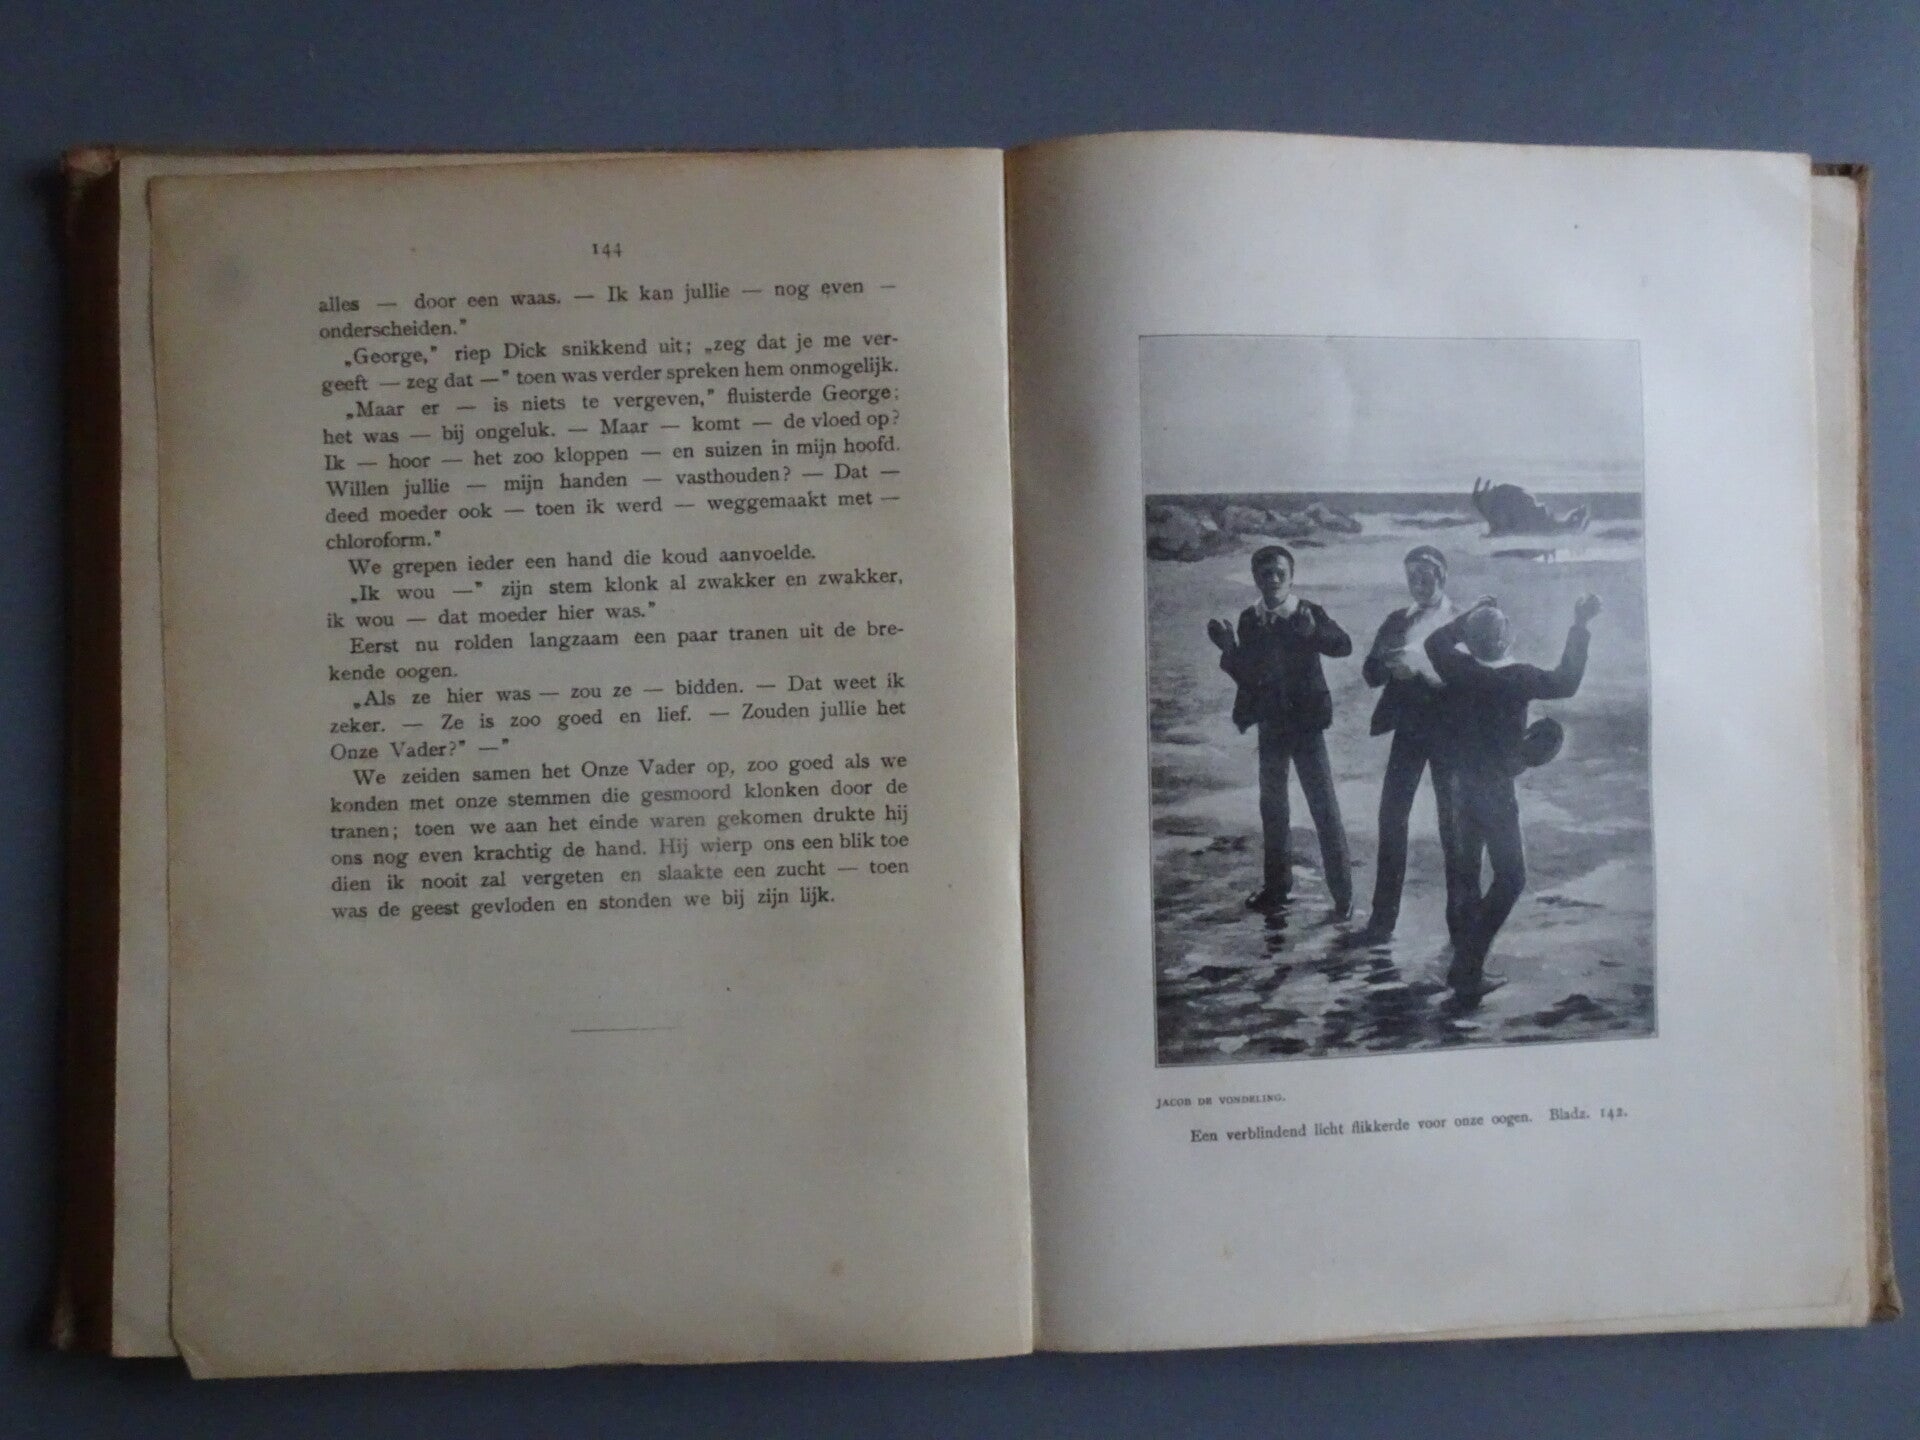 144
alles — door een waas. — Ik kan jullie — nog even —
onderscheiden.”
„George,” riep Dick snikkend uit; „zeg dat je me ver-
geeft — zeg dat —” toen was verder spreken hem onmogelijk.
„Maar er — is niets te vergeven,” fluisterde George;
het was — bij ongeluk. — Maar — komt — de vloed op?
Ik — hoor — het zoo kloppen — en suizen in mijn hoofd.
Willen jullie — mijn handen — vasthouden? — Dat —
deed moeder ook — toen ik werd — weggemaakt met —
chloroform.”
We grepen ieder een hand die koud aanvoelde.
„Ik wou —” zijn stem klonk al zwakker en zwakker,
ik wou — dat moeder hier was.”
Eerst nu rolden langzaam een paar tranen uit de bre-
kende oogen.
„Als ze hier was — zou ze — bidden. — Dat weet ik
zeker. — Ze is zoo goed en lief. — Zouden jullie het
Onze Vader?” —”
We zeiden samen het Onze Vader op, zoo goed als we
konden met onze stemmen die gesmoord klonken door de
tranen; toen we aan het einde waren gekomen drukte hij
ons nog even krachtig de hand. Hij wierp ons een blik toe
dien ik nooit zal vergeten en slaakte een zucht — toen
was de geest gevloden en stonden we bij zijn lijk.
JACOB DE VONDELING.
Een verblindend licht flikkerde voor onze oogen. Bladz. 142.